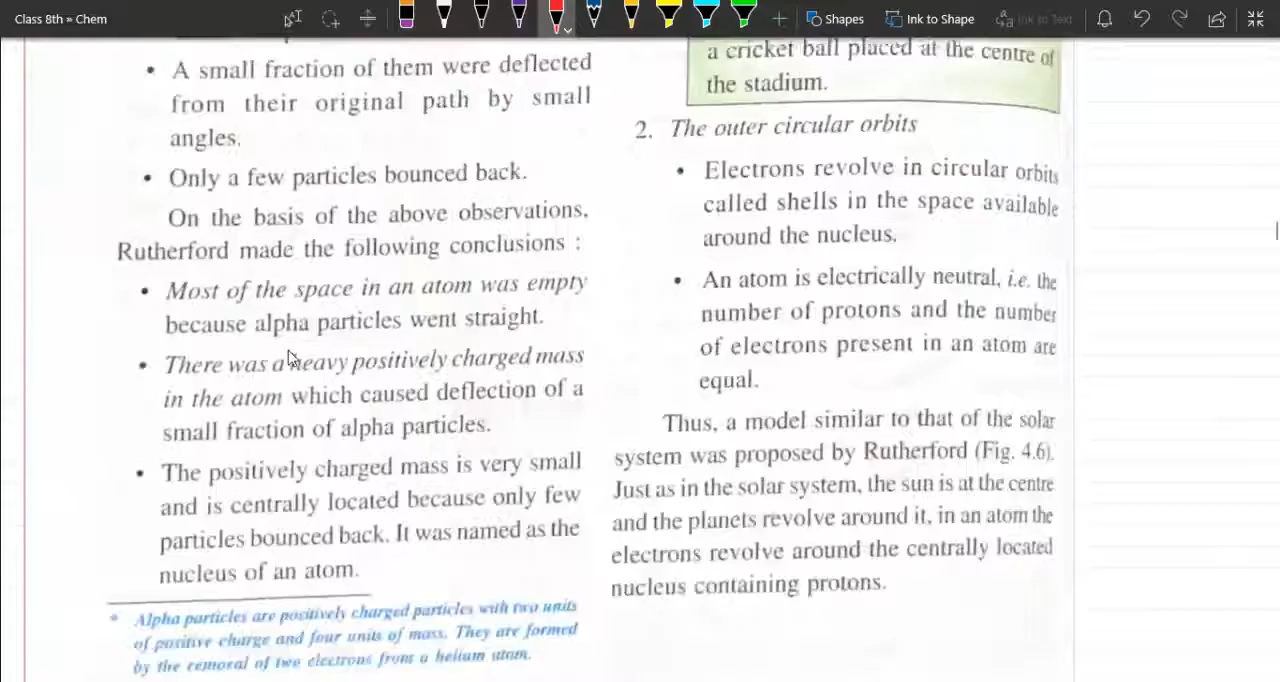 Class 8th » Chem
Shapes
Ink to Shape
Ink to Text
• A small fraction of them were deflected
from their original path by small
angles.
• Only a few particles bounced back.
On the basis of the above observations,
Rutherford made the following conclusions :
• Most of the space in an atom was empty
because alpha particles went straight.
• There was a heavy positively charged mass
in the atom which caused deflection of a
small fraction of alpha particles.
• The positively charged mass is very small
and is centrally located because only few
particles bounced back. It was named as the
nucleus of an atom.
* Alpha particles are positively charged particles with two units
of positive charge and four units of mass. They are formed
by the removal of two electrons from a helium atom.
a cricket ball placed at the centre of
the stadium.
2. The outer circular orbits
• Electrons revolve in circular orbits
called shells in the space available
around the nucleus.
• An atom is electrically neutral, i.e. the
number of protons and the number
of electrons present in an atom are
equal.
Thus, a model similar to that of the solar
system was proposed by Rutherford (Fig. 4.6).
Just as in the solar system, the sun is at the centre
and the planets revolve around it, in an atom the
electrons revolve around the centrally located
nucleus containing protons.